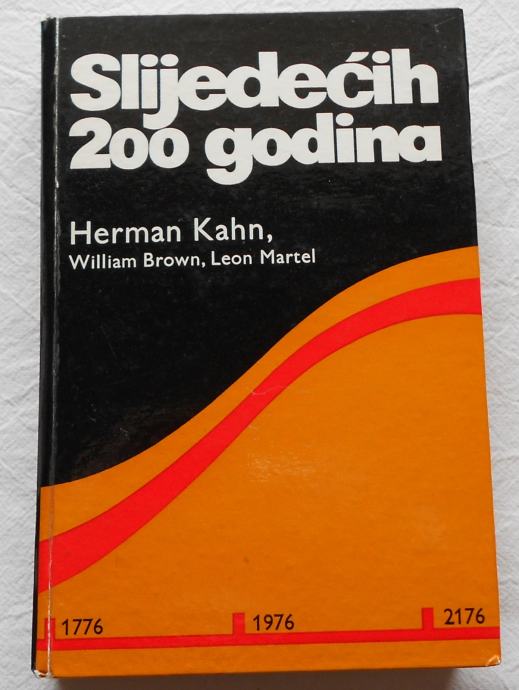 Slijedećih
200 godina
Herman Kahn,
William Brown, Leon Martel
1776 1976 2176